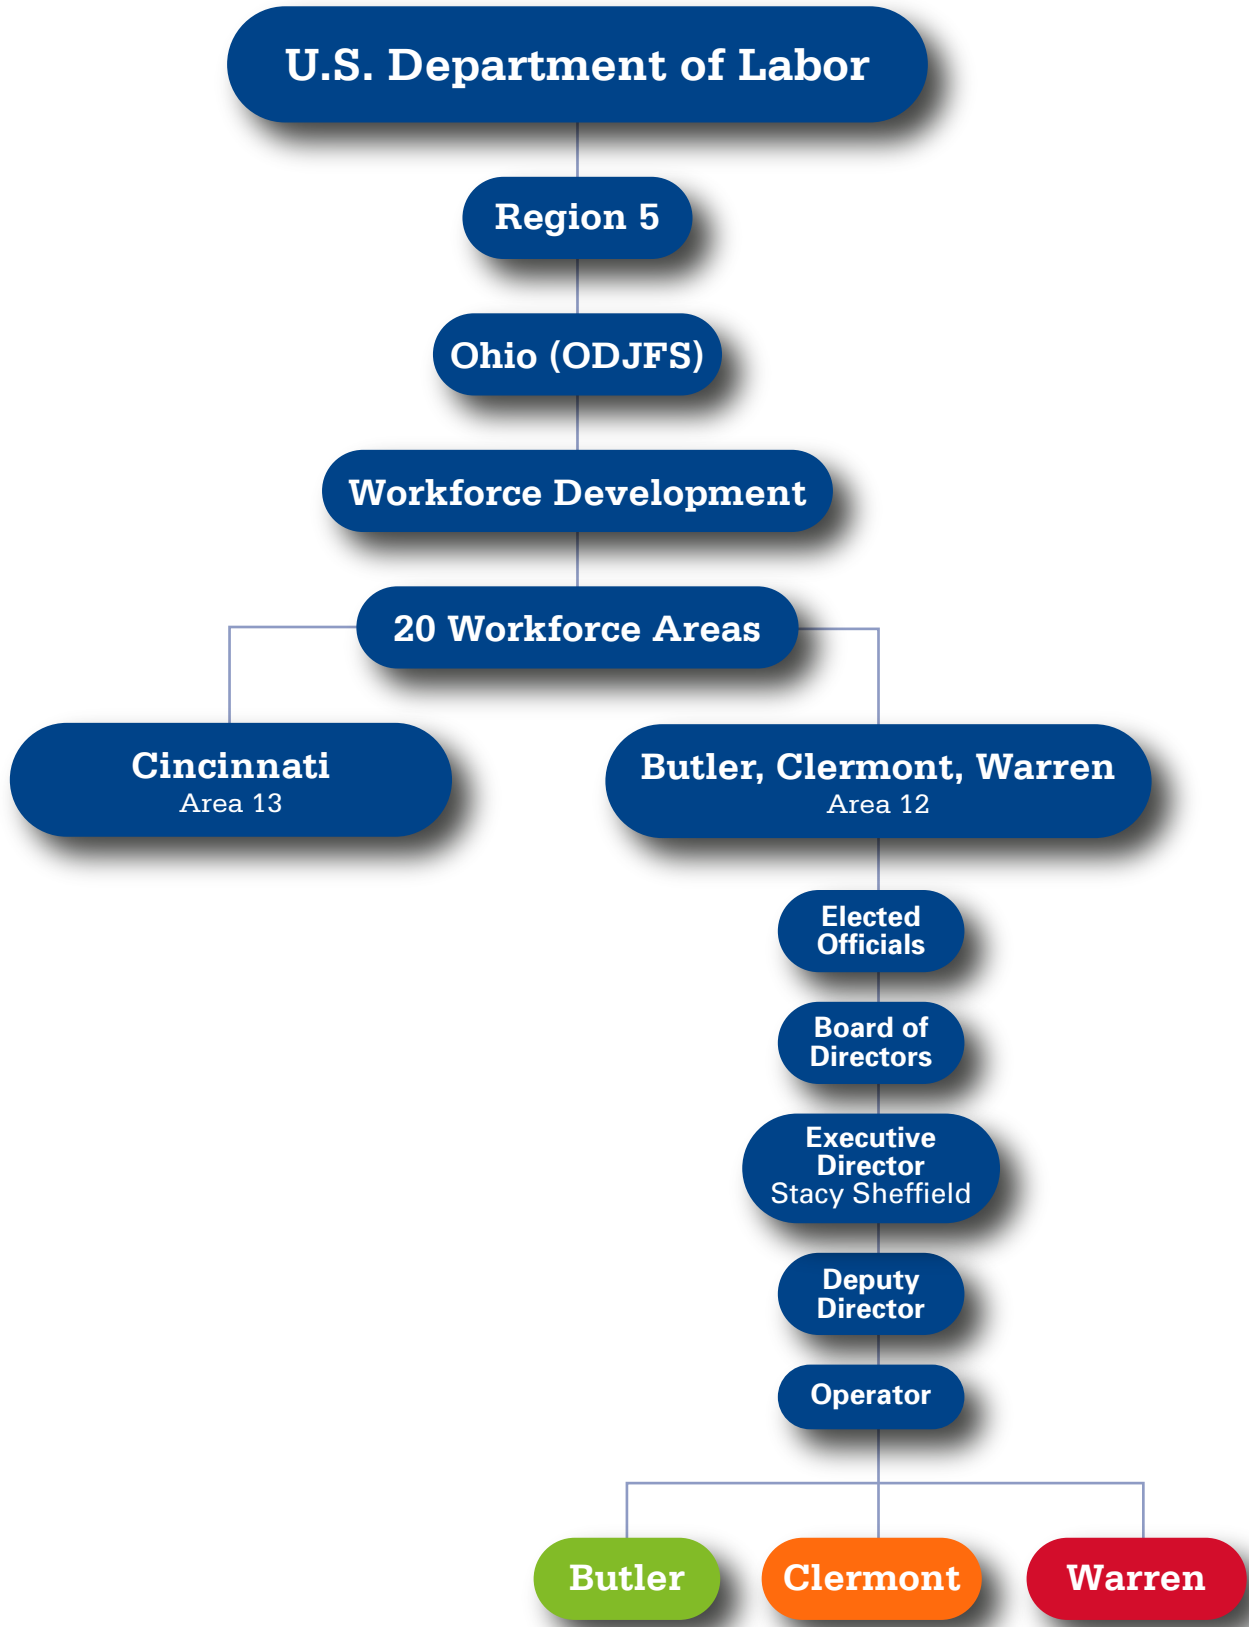 U.S. Department of Labor
Region 5
Ohio (ODJFS)
Workforce Development
20 Workforce Areas
Cincinnati
Area 13
Butler, Clermont, Warren
Area 12
Elected
Officials
Board of
Directors
Executive
Director
Stacy Sheffield
Deputy
Director
Operator
Butler
Clermont
Warren